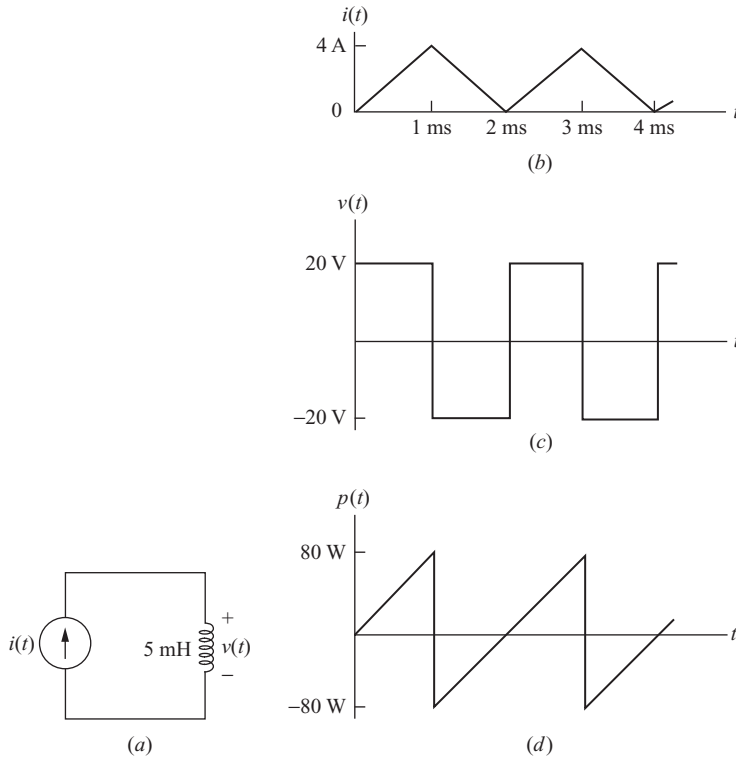 i(t)
4 A
0
1 ms 2 ms 3 ms 4 ms t
(b)
v(t)
20 V
t
−20 V
(c)
p(t)
80 W
t
−80 W
(d)
i(t)
5 mH
+
v(t)
−
(a)